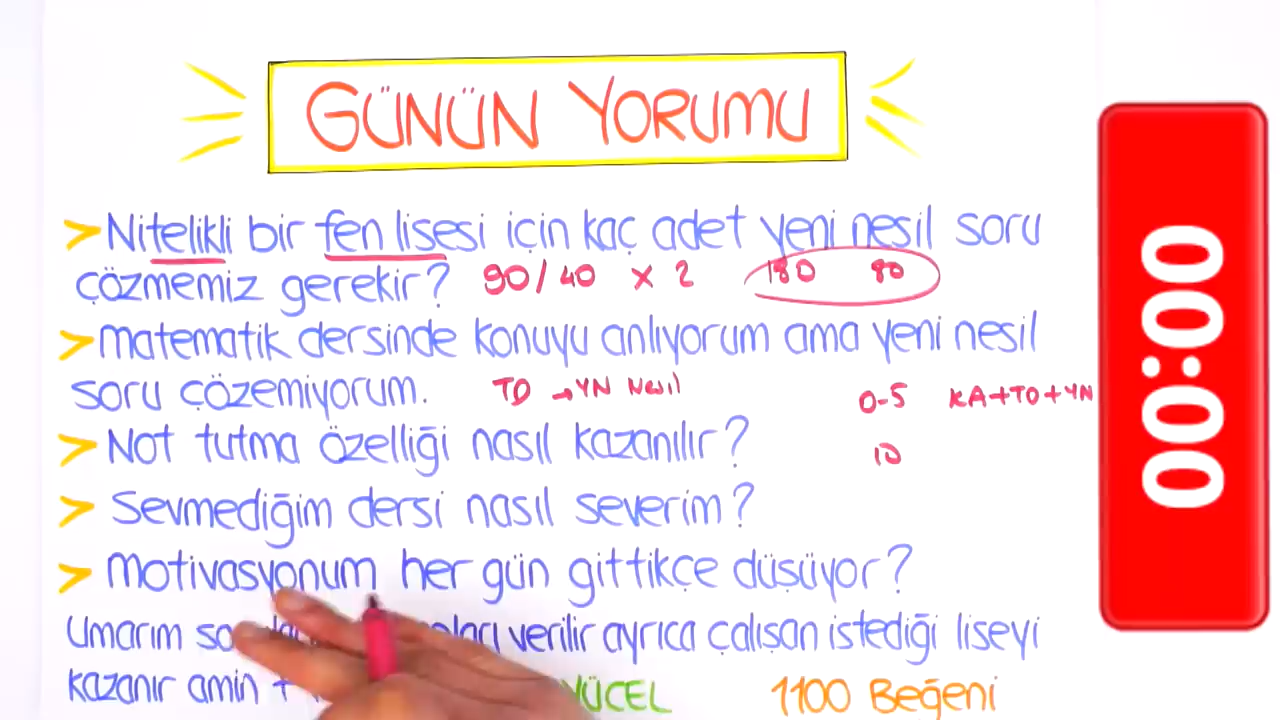 GÜNÜN YORUMU
> Nitelikli bir fen lisesi için kaç adet yeni nesil soru
çözmemiz gerekir? 90/40 x 2 180 80
> Matematik dersinde konuyu anlıyorum ama yeni nesil
soru çözemiyorum. TD → YN Nesil 0-5 KA+TD+YN
> Not tutma özelliği nasıl kazanılır? 10
> Sevmediğim dersi nasıl severim?
> Motivasyonum her gün gittikçe düşüyor?
Umarım verilir ayrıca çalışan istediği liseyi
kazanır amin + YÜCEL 1100 Beğeni
00:00